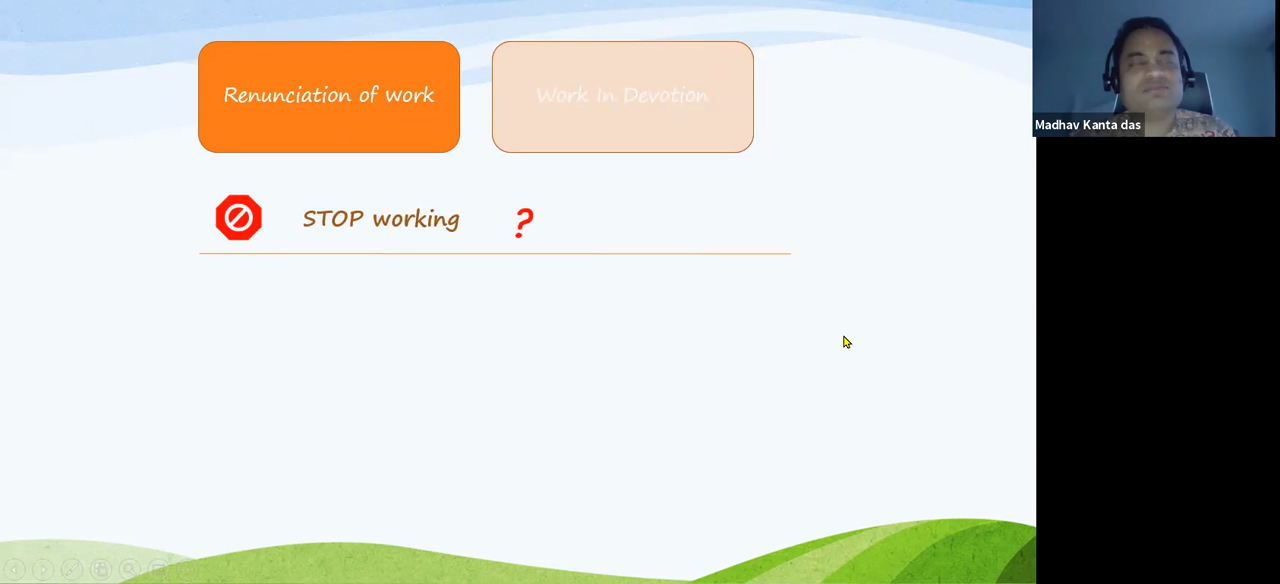 Renunciation of work
Work In Devotion
STOP working ?
Madhav Kanta das